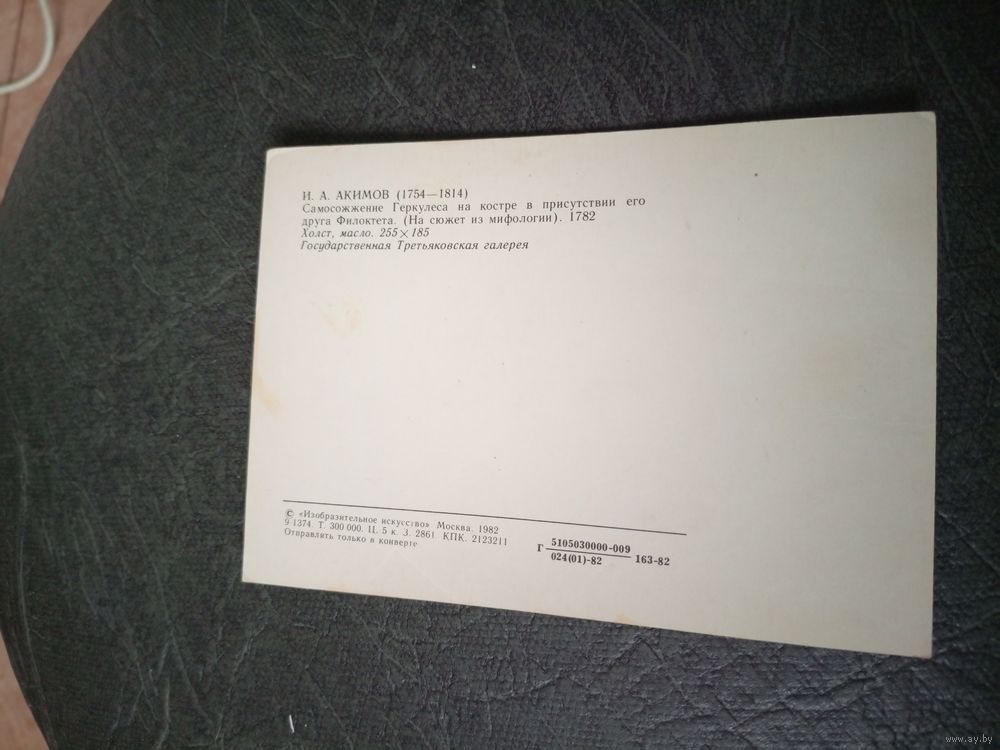 И. А. АКИМОВ (1754—1814)
Самосожжение Геркулеса на костре в присутствии его
друга Филоктета. (На сюжет из мифологии). 1782
Холст, масло. 255×185
Государственная Третьяковская галерея
© «Изобразительное искусство» Москва. 1982
9 1374. Т. 300 000. Ц. 5 к. З. 2861. КПК. 2123211
Отправлять только в конверте
Г 5105030000-009
024(01)-82 163-82
www.ay.by